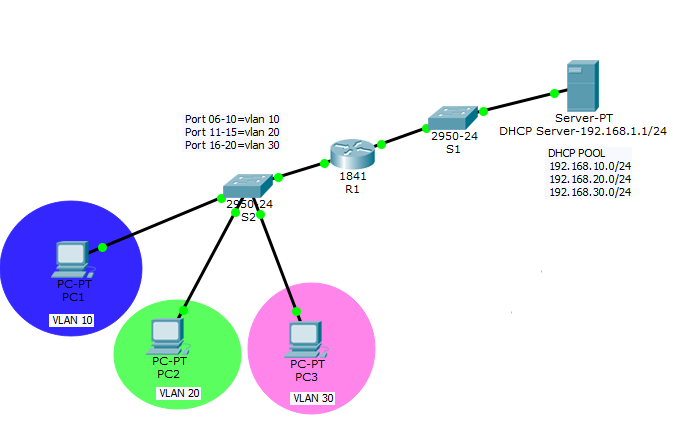 Port 06-10=vlan 10
Port 11-15=vlan 20
Port 16-20=vlan 30
Server-PT
DHCP Server-192.168.1.1/24
DHCP POOL
192.168.10.0/24
192.168.20.0/24
192.168.30.0/24
2950-24
S1
1841
R1
2950-24
S2
PC-PT
PC1
VLAN 10
PC-PT
PC2
VLAN 20
PC-PT
PC3
VLAN 30